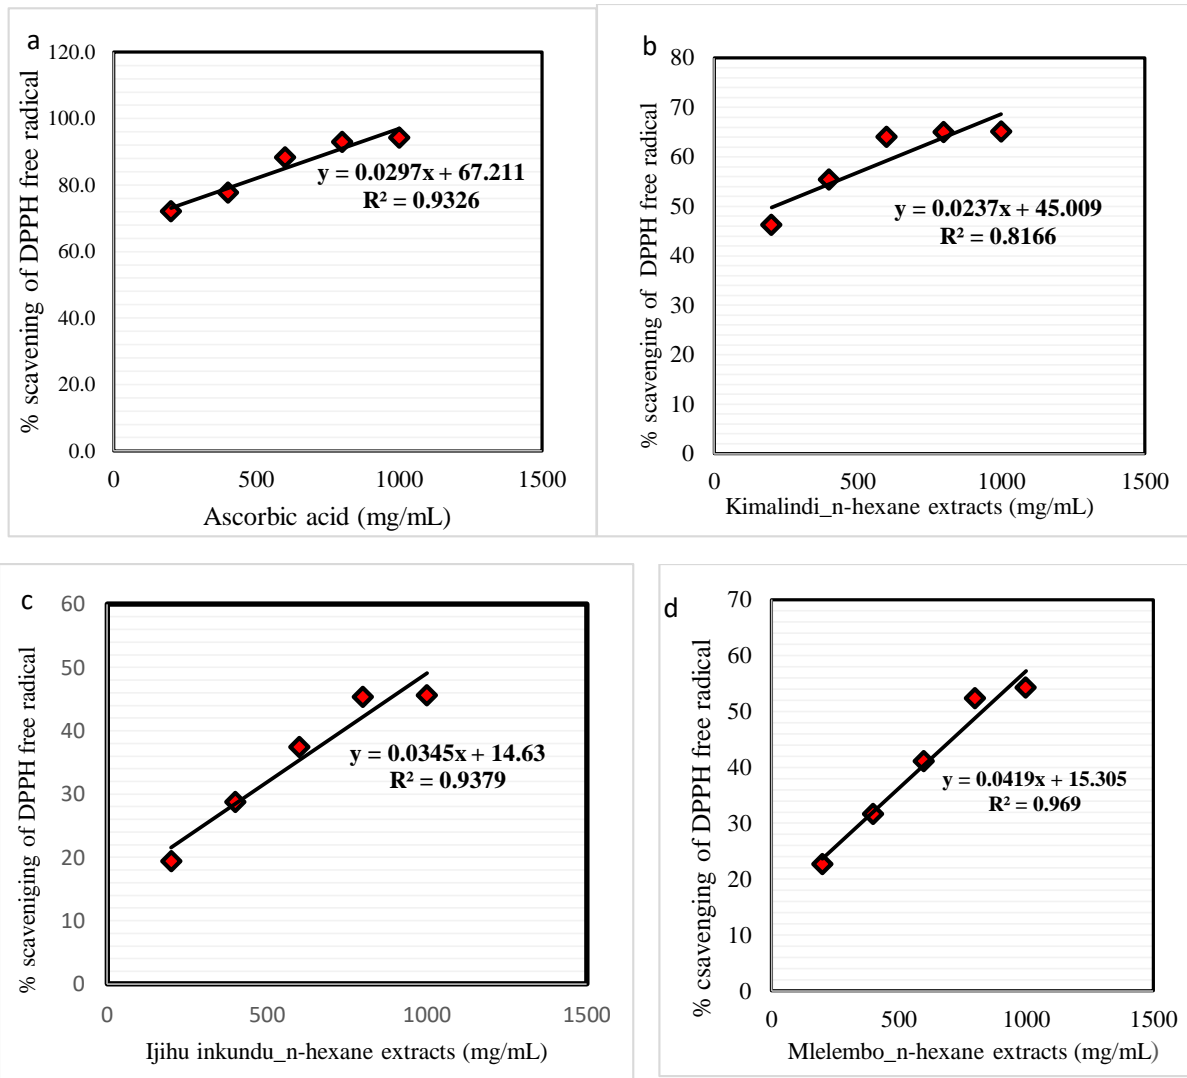 a
120.0
100.0
80.0
60.0
40.0
20.0
0.0
0 500 1000 1500
% scavening of DPPH free radical
y = 0.0297x + 67.211
R² = 0.9326
Ascorbic acid (mg/mL)
b
80
70
60
50
40
30
20
10
0
0 500 1000 1500
% scavenging of DPPH free radical
y = 0.0237x + 45.009
R² = 0.8166
Kimalindi_n-hexane extracts (mg/mL)
c
60
50
40
30
20
10
0
0 500 1000 1500
% scaveniging of DPPH free radical
y = 0.0345x + 14.63
R² = 0.9379
Ijihu inkundu_n-hexane extracts (mg/mL)
d
70
60
50
40
30
20
10
0
0 500 1000 1500
% csavenging of DPPH free radical
y = 0.0419x + 15.305
R² = 0.969
Mlelembo_n-hexane extracts (mg/mL)